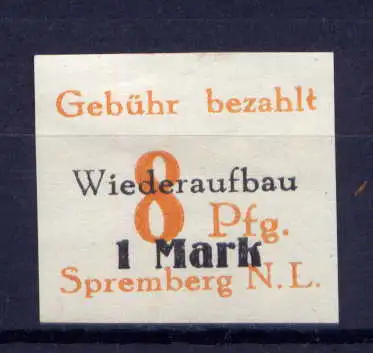 Gebühr bezahlt
Wiederaufbau
8 Pfg.
1 Mark
Spremberg N.L.